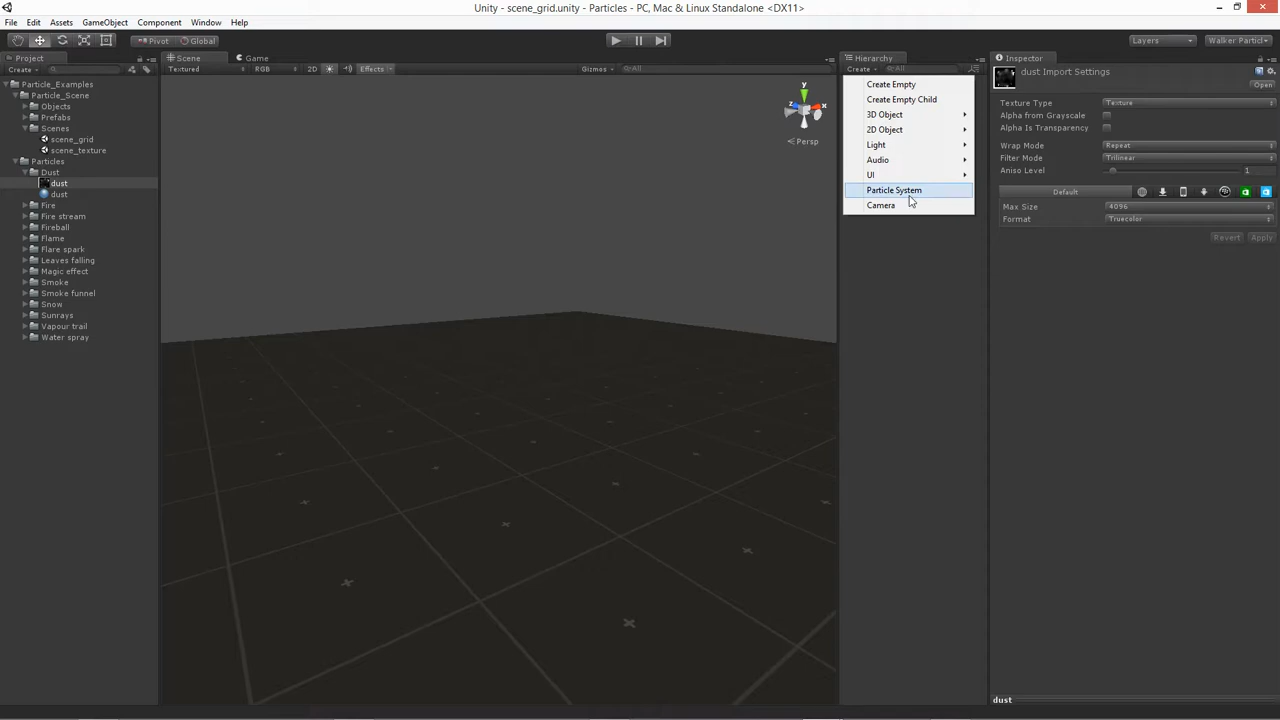 Unity - scene_grid.unity - Particles - PC, Mac & Linux Standalone <DX11>
File Edit Assets GameObject Component Window Help
Pivot Global Layers Walker Particl
Project
Create
Particle_Examples
Particle_Scene
Objects
Prefabs
Scenes
scene_grid
scene_texture
Particles
Dust
dust
dust
Fire
Fire stream
Fireball
Flame
Flare spark
Leaves falling
Magic effect
Smoke
Smoke funnel
Snow
Sunrays
Vapour trail
Water spray
Scene Game
Textured RGB 2D Effects Gizmos All
y
x
z
Persp
Hierarchy
Create All
Create Empty
Create Empty Child
3D Object
2D Object
Light
Audio
UI
Particle System
Camera
Inspector
dust Import Settings
Open
Texture Type Texture
Alpha from Grayscale
Alpha Is Transparency
Wrap Mode Repeat
Filter Mode Trilinear
Aniso Level 1
Default
Max Size 4096
Format Truecolor
Revert Apply
dust